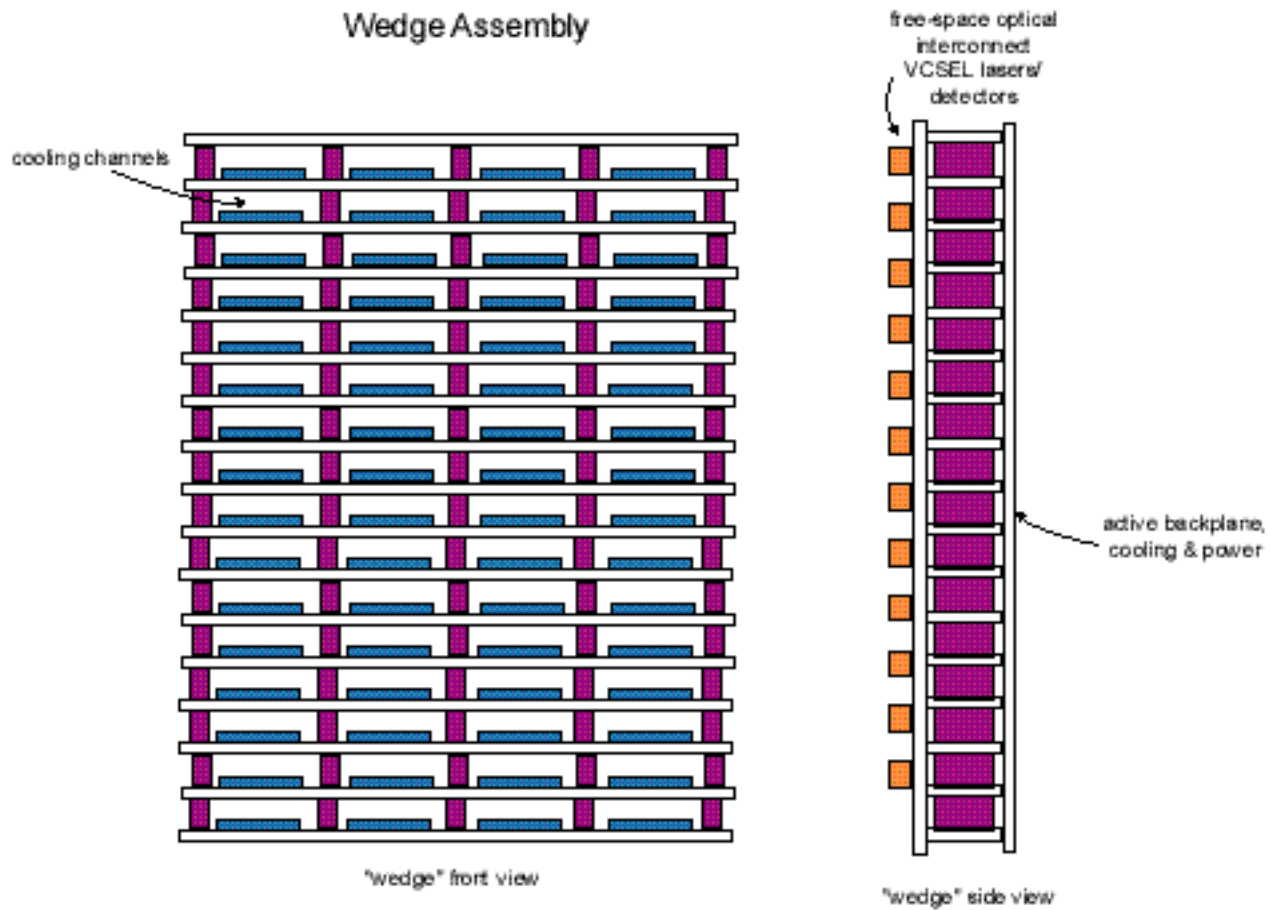 Wedge Assembly
free-space optical
interconnect
VCSEL lasers/
detectors
cooling channels
active backplane,
cooling & power
"wedge" front view
"wedge" side view